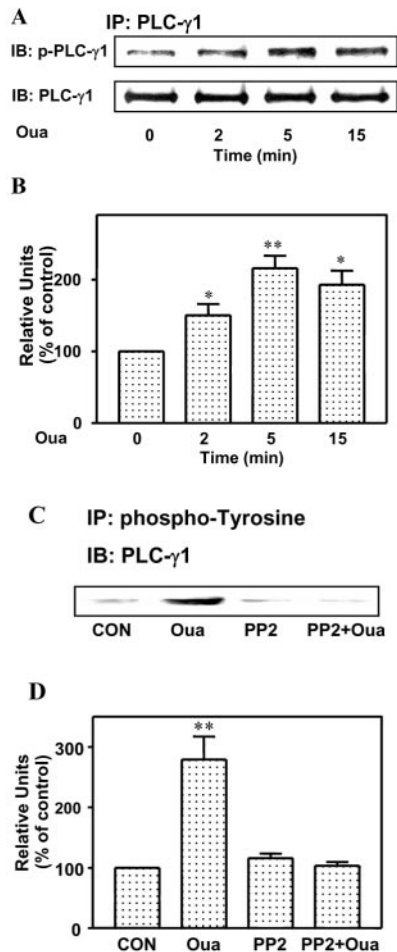 A
IP: PLC-γ1
IB: p-PLC-γ1
IB: PLC-γ1
Oua 0 2 5 15
Time (min)
B
Relative Units
(% of control)
200
100
0
*
**
*
Oua 0 2 5 15
Time (min)
C IP: phospho-Tyrosine
IB: PLC-γ1
CON Oua PP2 PP2+Oua
D
Relative Units
(% of control)
300
200
100
0
**
CON Oua PP2 PP2+Oua